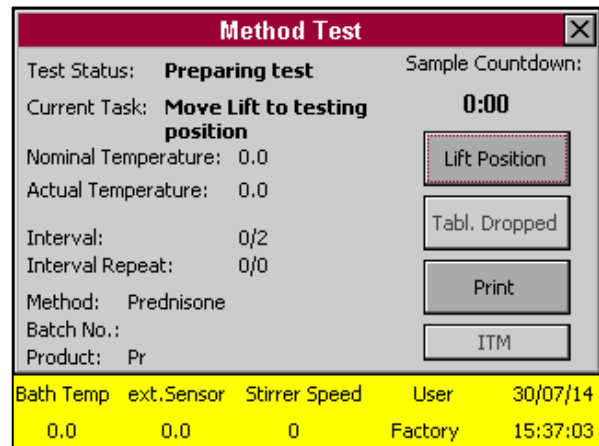 Method Test
Test Status: Preparing test
Sample Countdown:
0:00
Current Task: Move Lift to testing
position
Nominal Temperature: 0.0
Lift Position
Actual Temperature: 0.0
Tabl. Dropped
Interval: 0/2
Interval Repeat: 0/0
Print
Method: Prednisone
Batch No.:
ITM
Product: Pr
Bath Temp ext.Sensor Stirrer Speed User 30/07/14
0.0 0.0 0 Factory 15:37:03